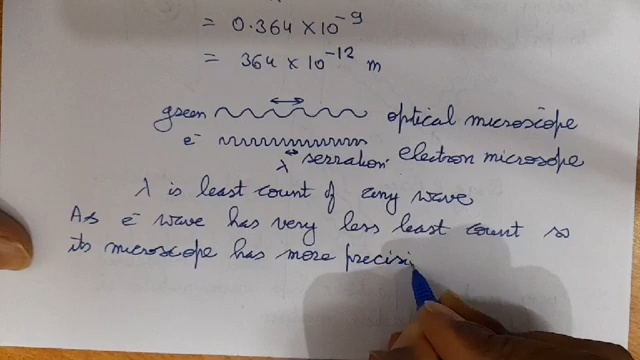 = 0.364 × 10⁻⁹
= 364 × 10⁻¹² m
green optical microscope
e⁻ electron microsope
λ serration
λ is least count of any wave
As e⁻ wave has very less least count so
its microscope has more precisi